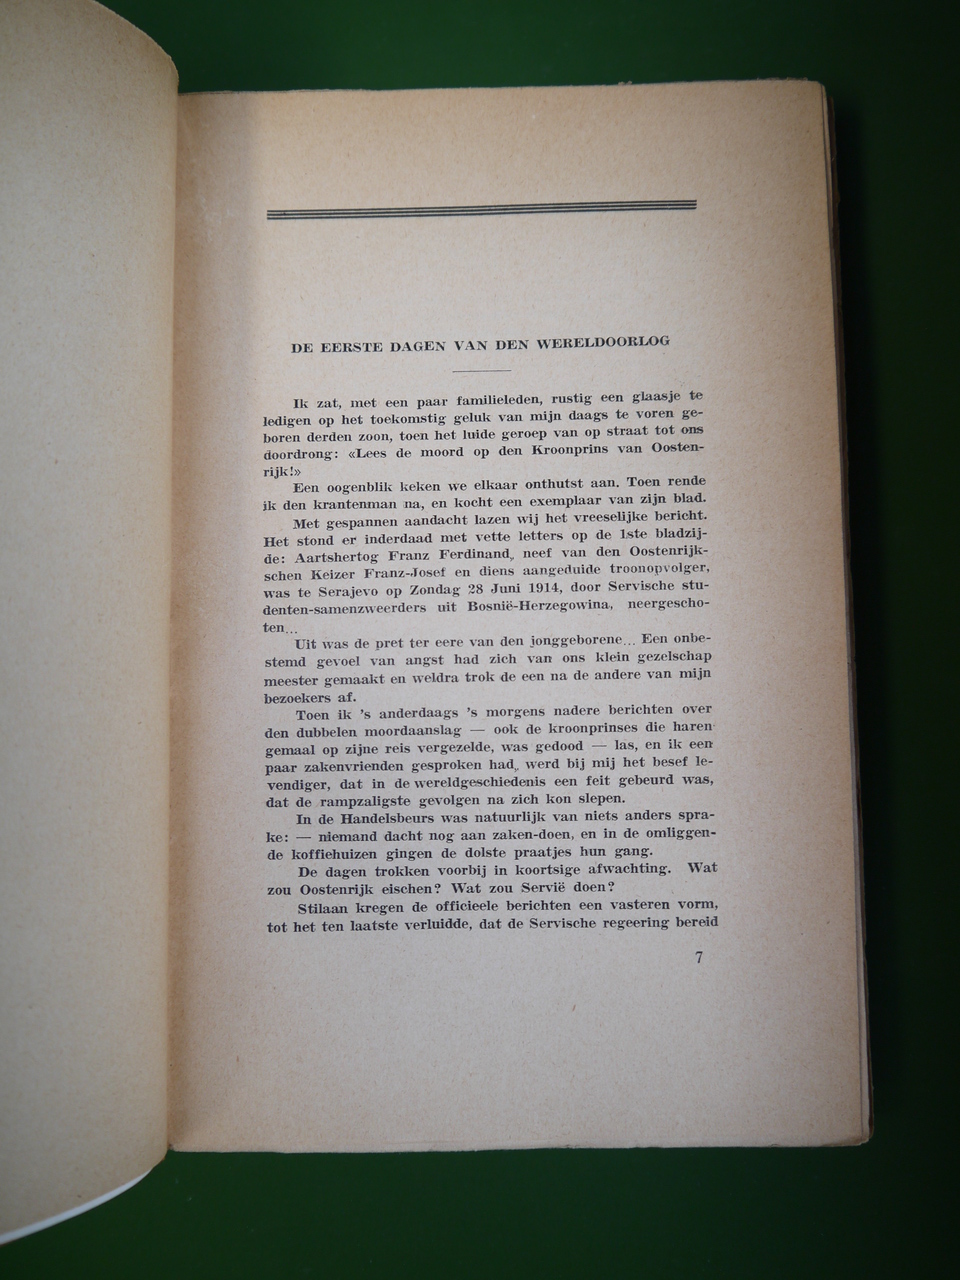 DE EERSTE DAGEN VAN DEN WERELDOORLOG
Ik zat, met een paar familieleden, rustig een glaasje te
ledigen op het toekomstig geluk van mijn daags te voren ge-
boren derden zoon, toen het luide geroep van op straat tot ons
doordrong: «Lees de moord op den Kroonprins van Oosten-
rijk!»
Een oogenblik keken we elkaar onthutst aan. Toen rende
ik den krantenman na, en kocht een exemplaar van zijn blad.
Met gespannen aandacht lazen wij het vreeselijke bericht.
Het stond er inderdaad met vette letters op de 1ste bladzij-
de: Aartshertog Franz Ferdinand, neef van den Oostenrijk-
schen Keizer Franz-Josef en diens aangeduide troonopvolger,
was te Serajevo op Zondag 28 Juni 1914, door Servische stu-
denten-samenzweerders uit Bosnië-Herzegowina, neergescho-
ten...
Uit was de pret ter eere van den jonggeborene... Een onbe-
stemd gevoel van angst had zich van ons klein gezelschap
meester gemaakt en weldra trok de een na de andere van mijn
bezoekers af.
Toen ik 's anderdaags 's morgens nadere berichten over
den dubbelen moordaanslag — ook de kroonprinses die haren
gemaal op zijne reis vergezelde, was gedood — las, en ik een
paar zakenvrienden gesproken had, werd bij mij het besef le-
vendiger, dat in de wereldgeschiedenis een feit gebeurd was,
dat de rampzaligste gevolgen na zich kon slepen.
In de Handelsbeurs was natuurlijk van niets anders spra-
ke: — niemand dacht nog aan zaken-doen, en in de omliggen-
de koffiehuizen gingen de dolste praatjes hun gang.
De dagen trokken voorbij in koortsige afwachting. Wat
zou Oostenrijk eischen? Wat zou Servië doen?
Stilaan kregen de officieele berichten een vasteren vorm,
tot het ten laatste verluidde, dat de Servische regeering bereid
7